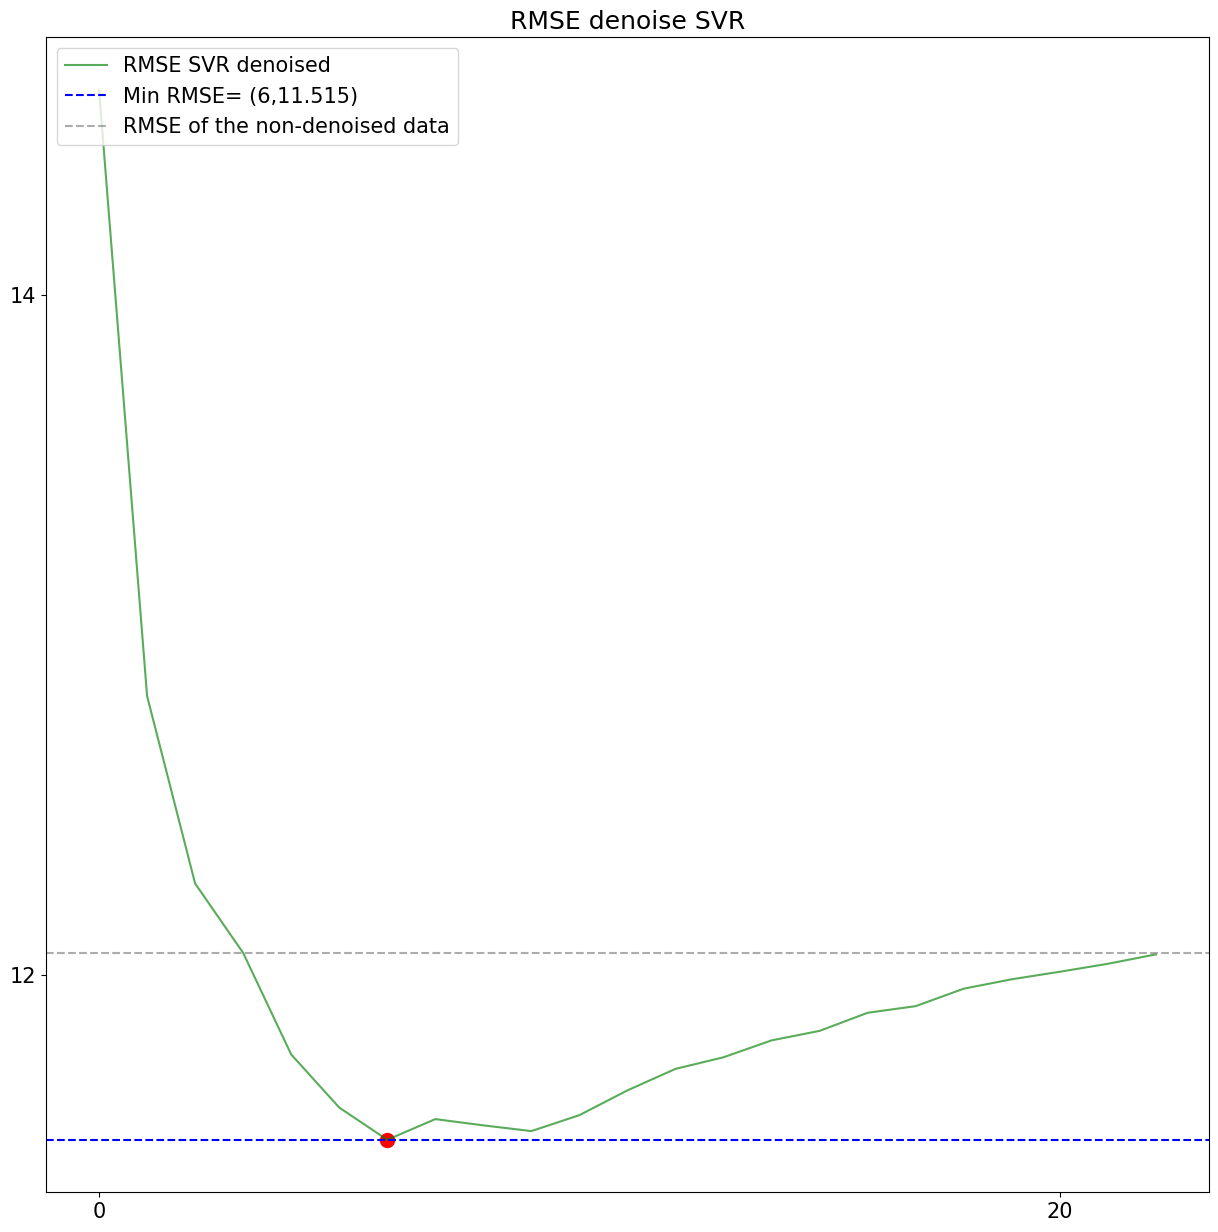 RMSE denoise SVR
RMSE SVR denoised
Min RMSE= (6,11.515)
RMSE of the non-denoised data
14
12
0
20